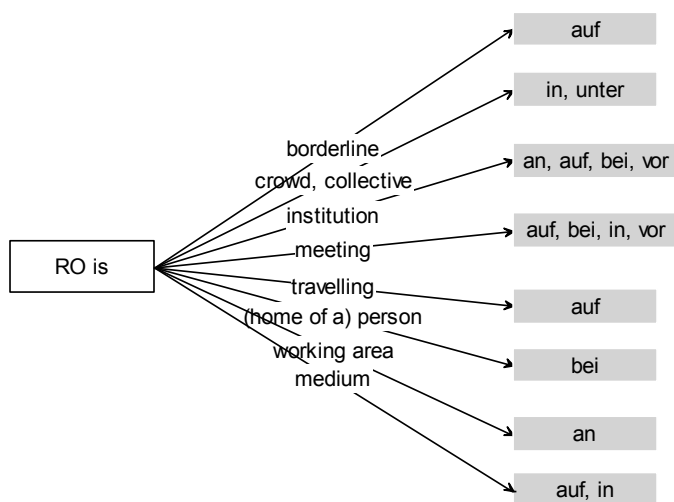 auf
in, unter
borderline
crowd, collective
an, auf, bei, vor
institution
auf, bei, in, vor
meeting
RO is
travelling
auf
(home of a) person
bei
working area
medium
an
auf, in